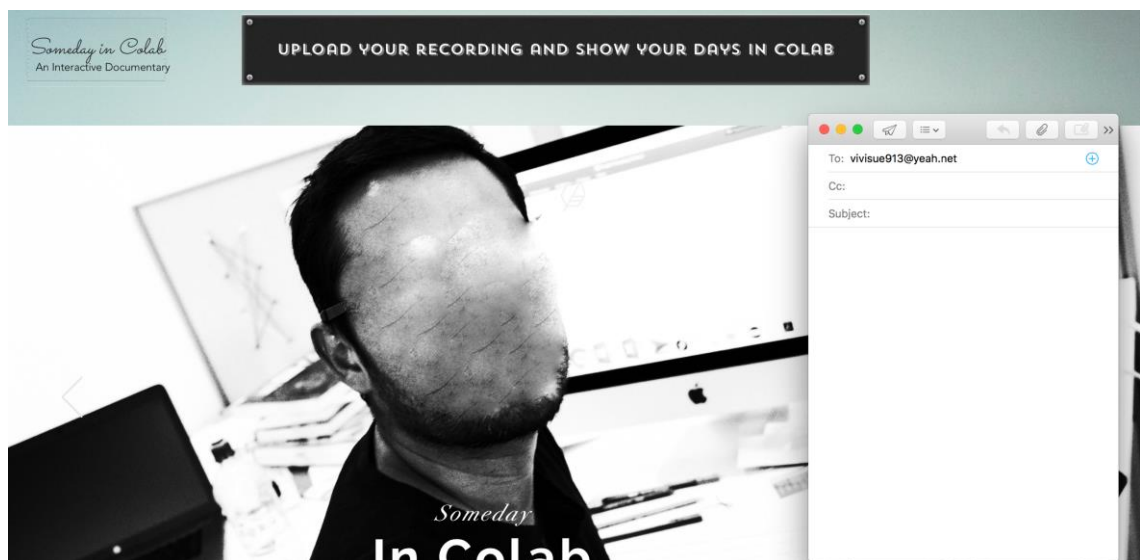 Someday in Colab
An Interactive Documentary
UPLOAD YOUR RECORDING AND SHOW YOUR DAYS IN COLAB
To: vivisue913@yeah.net
Cc:
Subject:
Someday
In Colab